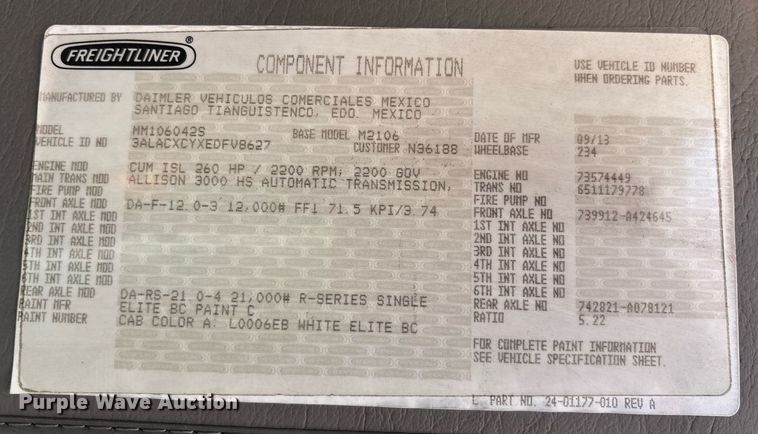 FREIGHTLINER®
COMPONENT INFORMATION
USE VEHICLE ID NUMBER
WHEN ORDERING PARTS.
MANUFACTURED BY DAIMLER VEHICULOS COMERCIALES MEXICO
SANTIAGO TIANGUISTENCO, EDO. MEXICO
MODEL MM106042S BASE MODEL M2106 DATE OF MFR 09/13
VEHICLE ID NO 3ALACXCYXEDFV8627 CUSTOMER N36188 WHEELBASE 234
ENGINE MOD CUM ISL 260 HP / 2200 RPM; 2200 GOV ENGINE NO 73574449
MAIN TRANS MOD ALLISON 3000 HS AUTOMATIC TRANSMISSION, TRANS NO 6511179778
FIRE PUMP MOD FIRE PUMP NO
FRONT AXLE MOD DA-F-12.0-3 12,000# FF1 71.5 KPI/3.74 FRONT AXLE NO 739912-A424645
1ST INT AXLE MOD 1ST INT AXLE NO
2ND INT AXLE MOD 2ND INT AXLE NO
3RD INT AXLE MOD 3RD INT AXLE NO
4TH INT AXLE MOD 4TH INT AXLE NO
5TH INT AXLE MOD 5TH INT AXLE NO
6TH INT AXLE MOD 6TH INT AXLE NO
REAR AXLE MOD DA-RS-21.0-4 21,000# R-SERIES SINGLE REAR AXLE NO 742821-A078121
PAINT MFR ELITE BC PAINT C RATIO 5.22
PAINT NUMBER CAB COLOR A: L0006EB WHITE ELITE BC
FOR COMPLETE PAINT INFORMATION
SEE VEHICLE SPECIFICATION SHEET.
PART NO. 24-01177-010 REV A
Purple Wave Auction